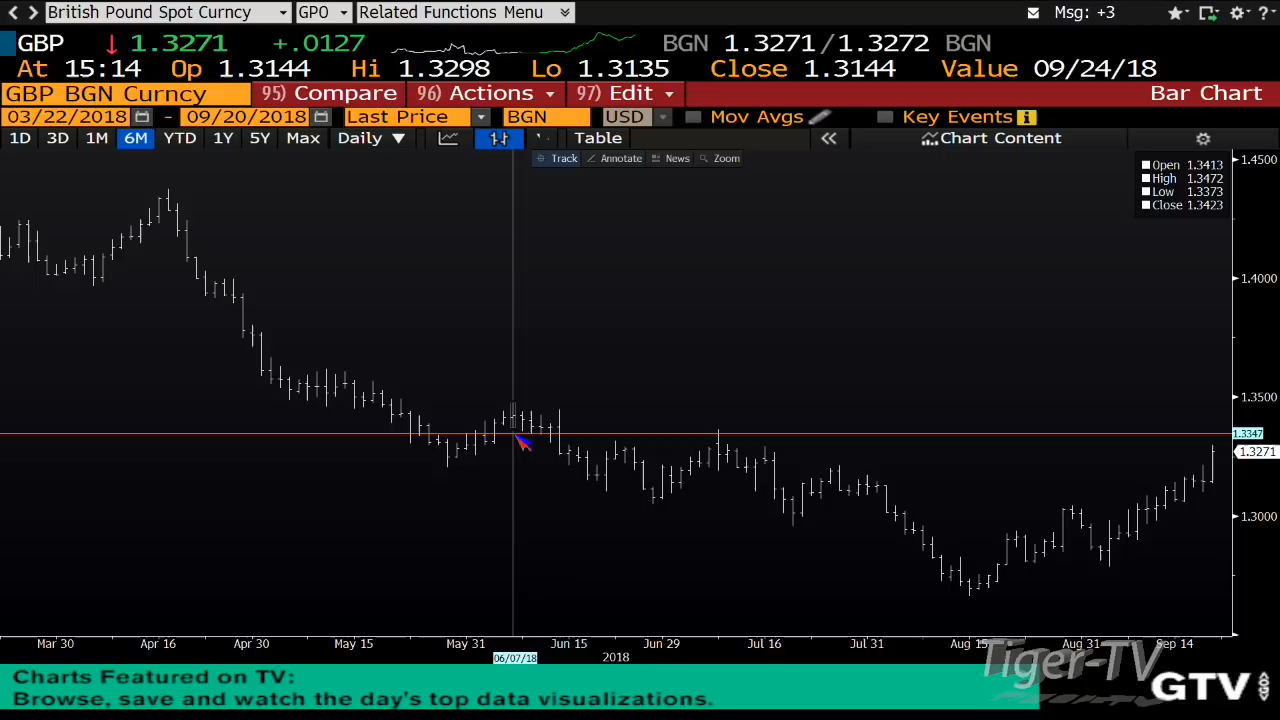 British Pound Spot Curncy GPO Related Functions Menu Msg: +3 ?
GBP 1.3271 +.0127 BGN 1.3271/1.3272 BGN
At 15:14 Op 1.3144 Hi 1.3298 Lo 1.3135 Close 1.3144 Value 09/24/18
GBP BGN Curncy 95) Compare 96) Actions 97) Edit Bar Chart
03/22/2018 - 09/20/2018 Last Price BGN USD Mov Avgs Key Events i
1D 3D 1M 6M YTD 1Y 5Y Max Daily Table Chart Content
Track Annotate News Zoom
1.4500
Open 1.3413
High 1.3472
Low 1.3373
Close 1.3423
1.4000
1.3500
1.3347
1.3271
1.3000
Mar 30 Apr 16 Apr 30 May 15 May 31 Jun 15 Jun 29 Jul 16 Jul 31 Aug 15 Aug 31 Sep 14
06/07/18 2018
Tiger-TV
Charts Featured on TV:
Browse, save and watch the day's top data visualizations.
GTV GO